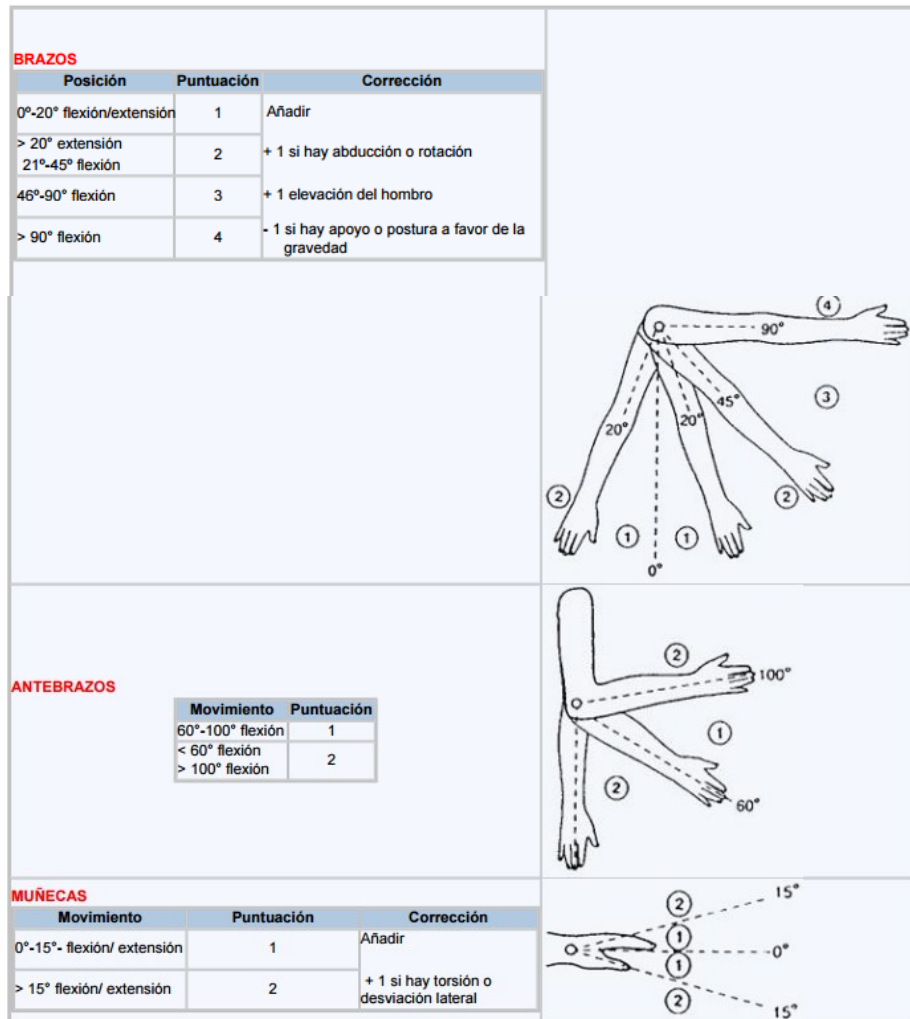 BRAZOS
Posición Puntuación Corrección
0º-20° flexión/extensión 1 Añadir
> 20° extensión
21º-45º flexión 2 + 1 si hay abducción o rotación
46º-90° flexión 3 + 1 elevación del hombro
> 90° flexión 4 - 1 si hay apoyo o postura a favor de la
gravedad
4
90°
3
45°
20° 20°
2 2
1 1
0°
ANTEBRAZOS
Movimiento Puntuación
60°-100° flexión 1
< 60° flexión
> 100° flexión 2
2
100°
1
2
60°
MUÑECAS
Movimiento Puntuación Corrección
0°-15°- flexión/ extensión 1 Añadir
> 15° flexión/ extensión 2 + 1 si hay torsión o
desviación lateral
15°
2
1
0°
1
2
15°